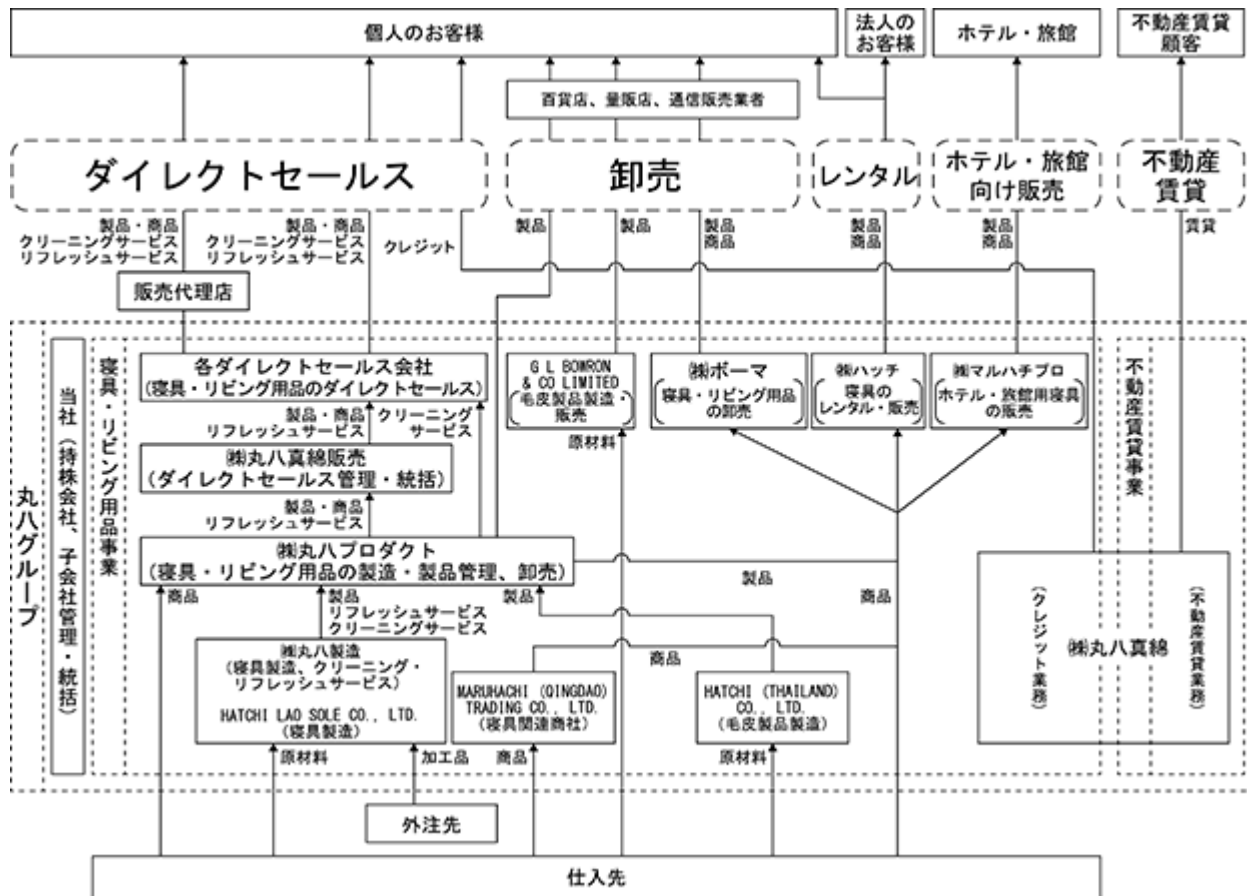 個人のお客様
法人の
お客様
ホテル・旅館
不動産賃貸
顧客
百貨店、量販店、通信販売業者
ダイレクトセールス
卸売
レンタル
ホテル・旅館
向け販売
不動産
賃貸
製品・商品
クリーニングサービス
リフレッシュサービス
製品・商品
クリーニングサービス
リフレッシュサービス
クレジット
製品
製品
製品
商品
製品
商品
製品
商品
賃貸
販売代理店
丸八グループ
当社（持株会社、子会社管理・統括）
寝具・リビング用品事業
不動産賃貸事業
各ダイレクトセールス会社
（寝具・リビング用品のダイレクトセールス）
G L BOWRON
& CO LIMITED
毛皮製品製造・
販売
㈱ボーマ
寝具・リビング用品
の卸売
㈱ハッチ
寝具の
レンタル・販売
㈱マルハチプロ
ホテル・旅館用寝具
の販売
製品・商品
リフレッシュサービス
クリーニング
サービス
原材料
㈱丸八真綿販売
（ダイレクトセールス管理・統括）
製品・商品
リフレッシュサービス
㈱丸八プロダクト
（寝具・リビング用品の製造・製品管理、卸売）
製品
商品
商品
製品
リフレッシュサービス
クリーニングサービス
製品
㈱丸八製造
（寝具製造、クリーニング・
リフレッシュサービス）
HATCHI LAO SOLE CO., LTD.
（寝具製造）
商品
MARUHACHI (QINGDAO)
TRADING CO., LTD.
（寝具関連商社）
HATCHI (THAILAND)
CO., LTD.
（毛皮製品製造）
（クレジット業務）
㈱丸八真綿
（不動産賃貸業務）
原材料
加工品
商品
原材料
外注先
仕入先